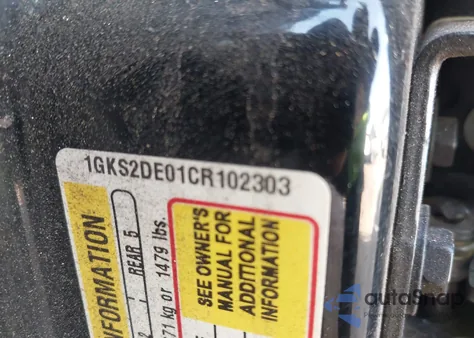 1GKS2DE01CR102303
INFORMATION
REAR 5
71 kg or 1479 lbs.
SEE OWNER'S
MANUAL FOR
ADDITIONAL
INFORMATION
autoSnap